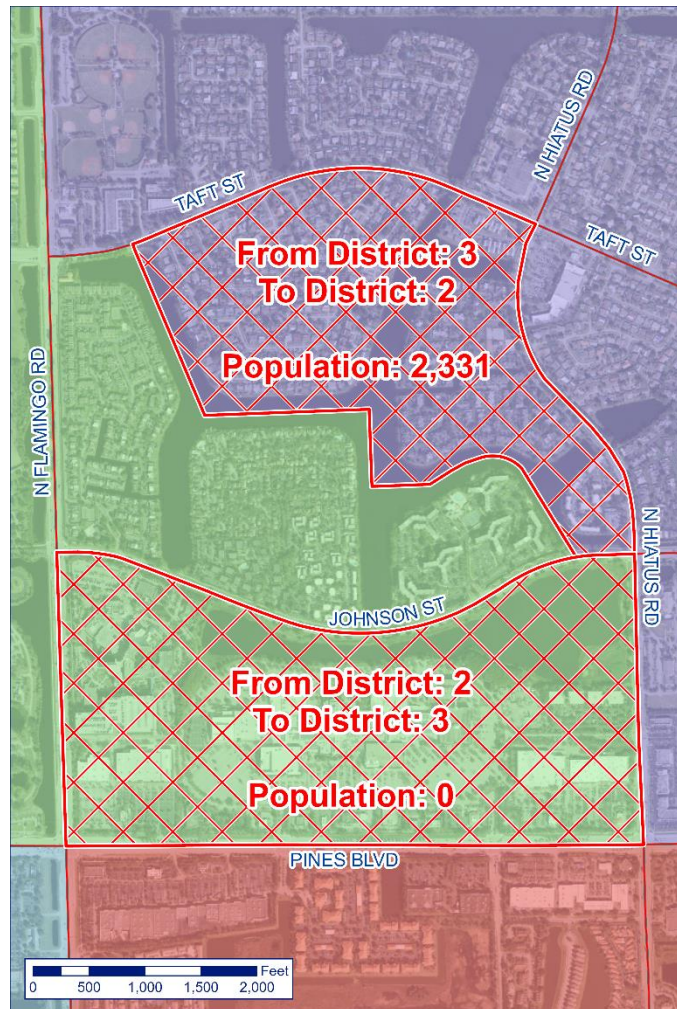 N HIATUS RD
TAFT ST
TAFT ST
From District: 3
To District: 2
Population: 2,331
N FLAMINGO RD
N HIATUS RD
JOHNSON ST
From District: 2
To District: 3
Population: 0
PINES BLVD
Feet
0 500 1,000 1,500 2,000